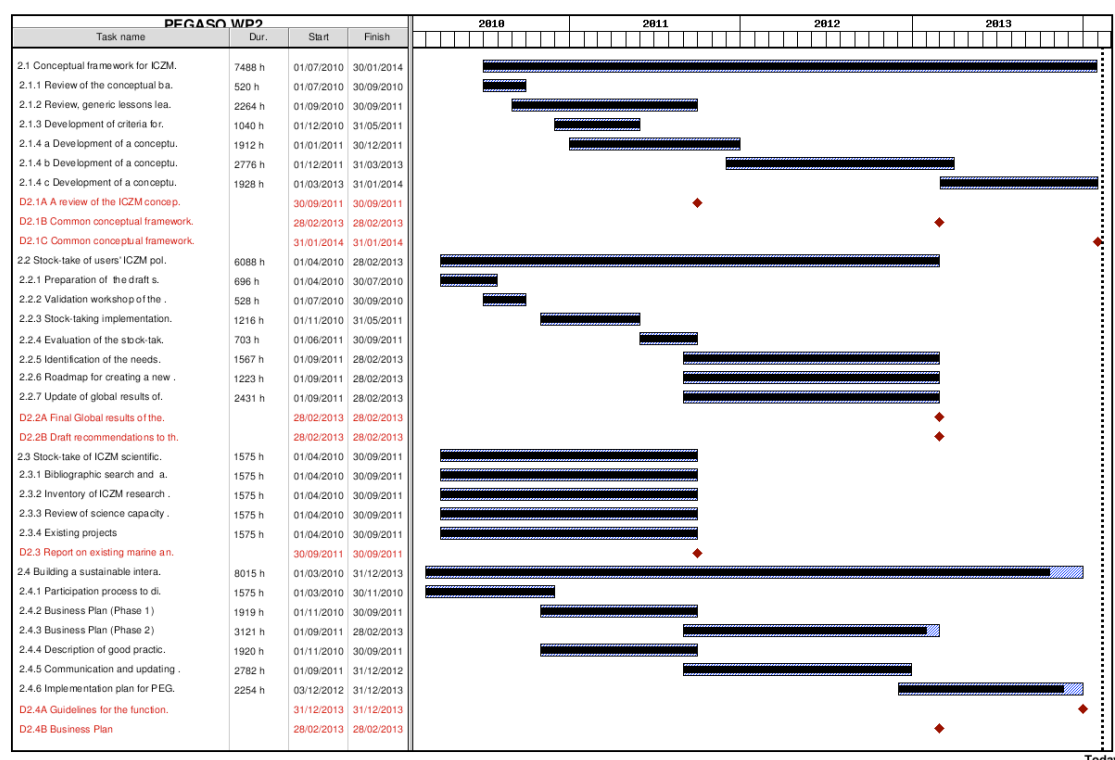 PEGASO WP2 2010 2011 2012 2013
Task name Dur. Start Finish
2.1 Conceptual framework for ICZM. 7488 h 01/07/2010 30/01/2014
2.1.1 Review of the conceptual ba. 520 h 01/07/2010 30/09/2010
2.1.2 Review, generic lessons lea. 2264 h 01/09/2010 30/09/2011
2.1.3 Development of criteria for. 1040 h 01/12/2010 31/05/2011
2.1.4 a Development of a conceptu. 1912 h 01/01/2011 30/12/2011
2.1.4 b Development of a conceptu. 2776 h 01/12/2011 31/03/2013
2.1.4 c Development of a conceptu. 1928 h 01/03/2013 31/01/2014
D2.1A A review of the ICZM concep. 30/09/2011 30/09/2011
D2.1B Common conceptual framework. 28/02/2013 28/02/2013
D2.1C Common conceptual framework. 31/01/2014 31/01/2014
2.2 Stock-take of users' ICZM pol. 6088 h 01/04/2010 28/02/2013
2.2.1 Preparation of the draft s. 696 h 01/04/2010 30/07/2010
2.2.2 Validation workshop of the . 528 h 01/07/2010 30/09/2010
2.2.3 Stock-taking implementation. 1216 h 01/11/2010 31/05/2011
2.2.4 Evaluation of the stock-tak. 703 h 01/06/2011 30/09/2011
2.2.5 Identification of the needs. 1567 h 01/09/2011 28/02/2013
2.2.6 Roadmap for creating a new . 1223 h 01/09/2011 28/02/2013
2.2.7 Update of global results of. 2431 h 01/09/2011 28/02/2013
D2.2A Final Global results of the. 28/02/2013 28/02/2013
D2.2B Draft recommendations to th. 28/02/2013 28/02/2013
2.3 Stock-take of ICZM scientific. 1575 h 01/04/2010 30/09/2011
2.3.1 Bibliographic search and a. 1575 h 01/04/2010 30/09/2011
2.3.2 Inventory of ICZM research . 1575 h 01/04/2010 30/09/2011
2.3.3 Review of science capacity . 1575 h 01/04/2010 30/09/2011
2.3.4 Existing projects 1575 h 01/04/2010 30/09/2011
D2.3 Report on existing marine an. 30/09/2011 30/09/2011
2.4 Building a sustainable intera. 8015 h 01/03/2010 31/12/2013
2.4.1 Participation process to di. 1575 h 01/03/2010 30/11/2010
2.4.2 Business Plan (Phase 1) 1919 h 01/11/2010 30/09/2011
2.4.3 Business Plan (Phase 2) 3121 h 01/09/2011 28/02/2013
2.4.4 Description of good practic. 1920 h 01/11/2010 30/09/2011
2.4.5 Communication and updating . 2782 h 01/09/2011 31/12/2012
2.4.6 Implementation plan for PEG. 2254 h 03/12/2012 31/12/2013
D2.4A Guidelines for the function. 31/12/2013 31/12/2013
D2.4B Business Plan 28/02/2013 28/02/2013